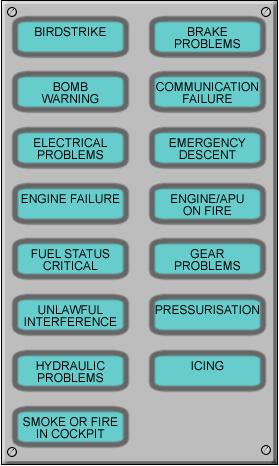 BIRDSTRIKE
BRAKE
PROBLEMS
BOMB
WARNING
COMMUNICATION
FAILURE
ELECTRICAL
PROBLEMS
EMERGENCY
DESCENT
ENGINE FAILURE
ENGINE/APU
ON FIRE
FUEL STATUS
CRITICAL
GEAR
PROBLEMS
UNLAWFUL
INTERFERENCE
PRESSURISATION
HYDRAULIC
PROBLEMS
ICING
SMOKE OR FIRE
IN COCKPIT